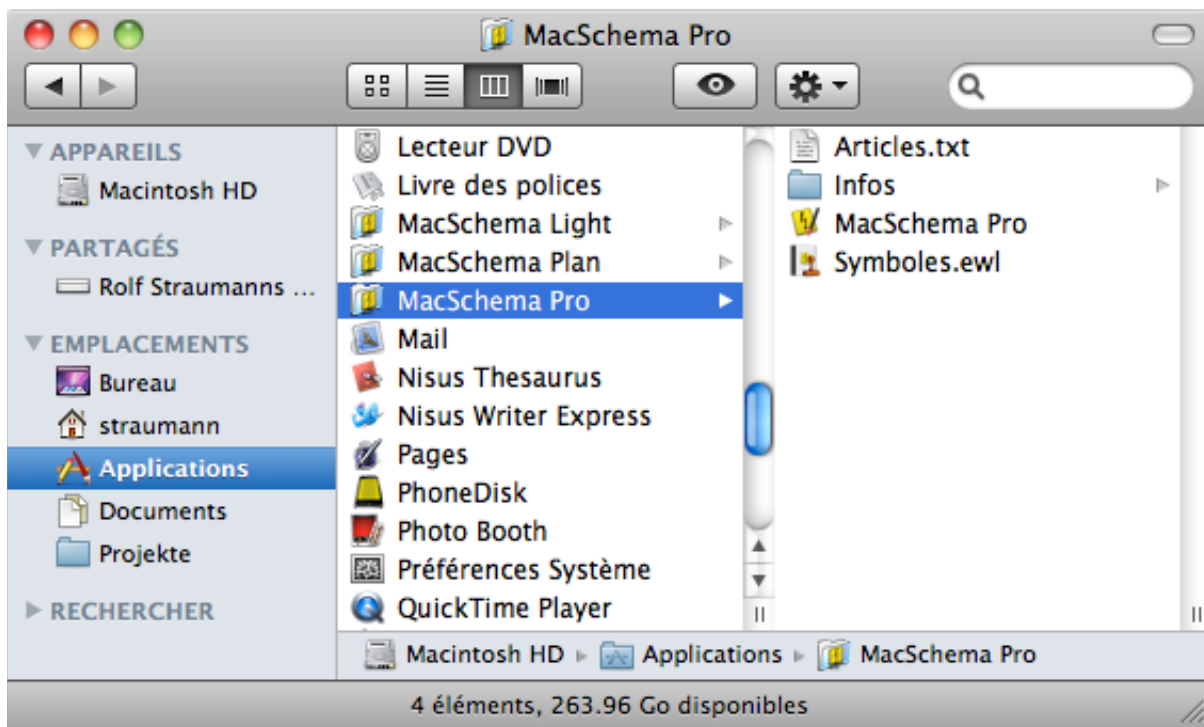 MacSchema Pro
APPAREILS
Macintosh HD
PARTAGÉS
Rolf Straumanns ...
EMPLACEMENTS
Bureau
straumann
Applications
Documents
Projekte
RECHERCHER
Lecteur DVD
Livre des polices
MacSchema Light
MacSchema Plan
MacSchema Pro
Mail
Nisus Thesaurus
Nisus Writer Express
Pages
PhoneDisk
Photo Booth
Préférences Système
QuickTime Player
Articles.txt
Infos
MacSchema Pro
Symboles.ewl
Macintosh HD Applications MacSchema Pro
4 éléments, 263.96 Go disponibles